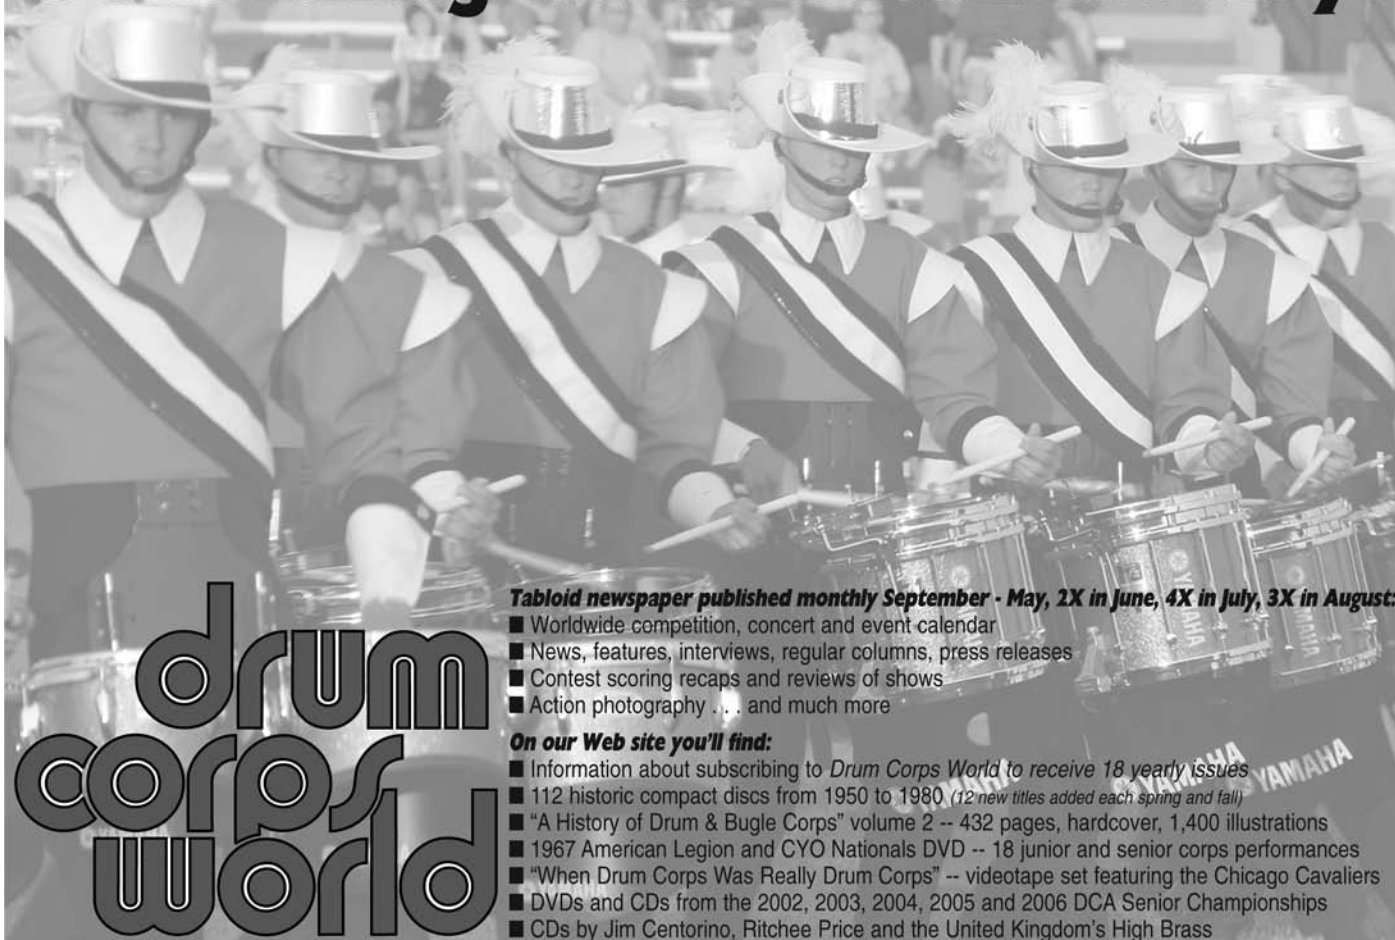 drum
corps
world
Tabloid newspaper published monthly September - May, 2X in June, 4X in July, 3X in August:
■ Worldwide competition, concert and event calendar
■ News, features, interviews, regular columns, press releases
■ Contest scoring recaps and reviews of shows
■ Action photography . . . and much more
On our Web site you'll find:
■ Information about subscribing to Drum Corps World to receive 18 yearly issues
■ 112 historic compact discs from 1950 to 1980 (12 new titles added each spring and fall)
■ "A History of Drum & Bugle Corps" volume 2 -- 432 pages, hardcover, 1,400 illustrations
■ 1967 American Legion and CYO Nationals DVD -- 18 junior and senior corps performances
■ "When Drum Corps Was Really Drum Corps" -- videotape set featuring the Chicago Cavaliers
■ DVDs and CDs from the 2002, 2003, 2004, 2005 and 2006 DCA Senior Championships
■ CDs by Jim Centorino, Ritchee Price and the United Kingdom's High Brass
YAMAHA
YAMAHA
YAMAHA
YAMAHA
YAMAHA